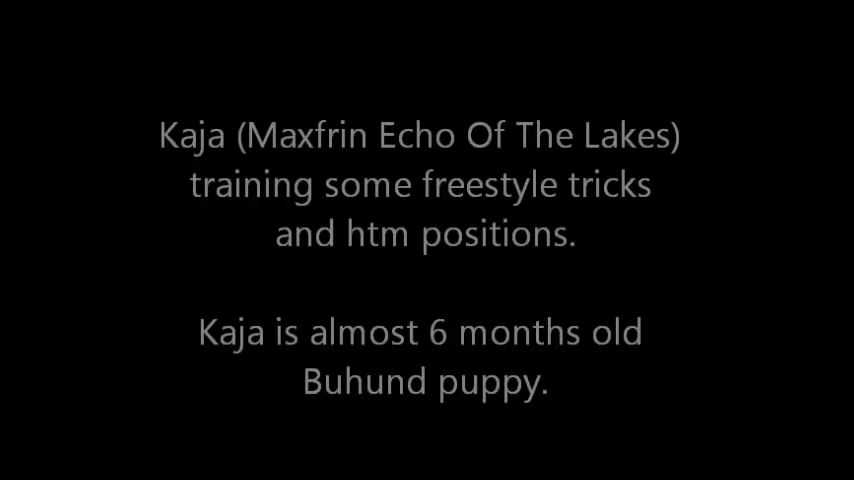 Kaja (Maxfrin Echo Of The Lakes)
training some freestyle tricks
and htm positions.
Kaja is almost 6 months old
Buhund puppy.